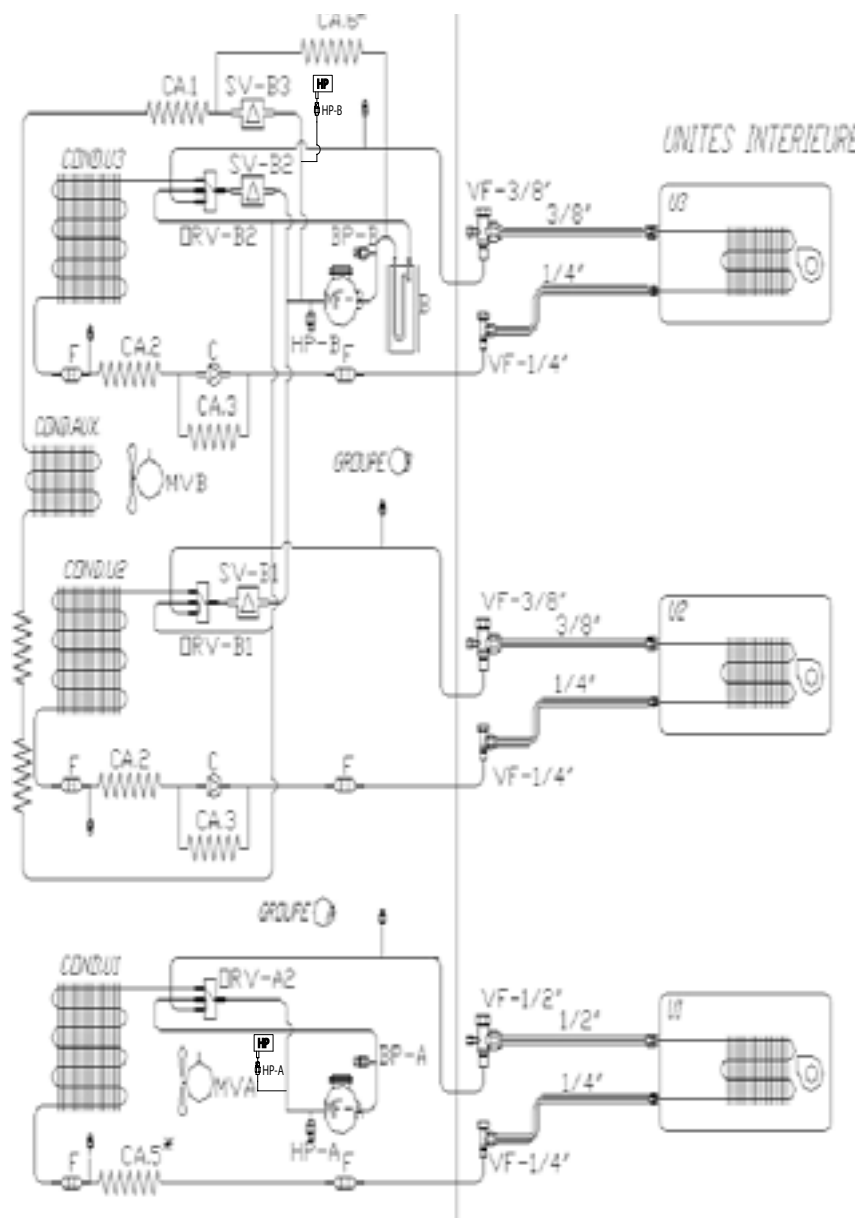 CA.6*
CA.1
SV-B3
HP
HP-B
UNITES INTERIEURE
COND.U3
SV-B2
VF-3/8"
3/8"
U3
DRV-B2
BP-B
1/4"
MF-
B
HP-B
F
CA.2
C
F
VF-1/4"
CA.3
COND.AUX
MVB
GROUPE B
COND.U2
SV-B1
VF-3/8"
3/8"
U2
DRV-B1
1/4"
F
CA.2
C
F
VF-1/4"
CA.3
GROUPE A
COND.U1
DRV-A2
VF-1/2"
1/2"
U1
HP
HP-A
BP-A
MVA
1/4"
MF-
HP-A
F
CA.5*
F
VF-1/4"